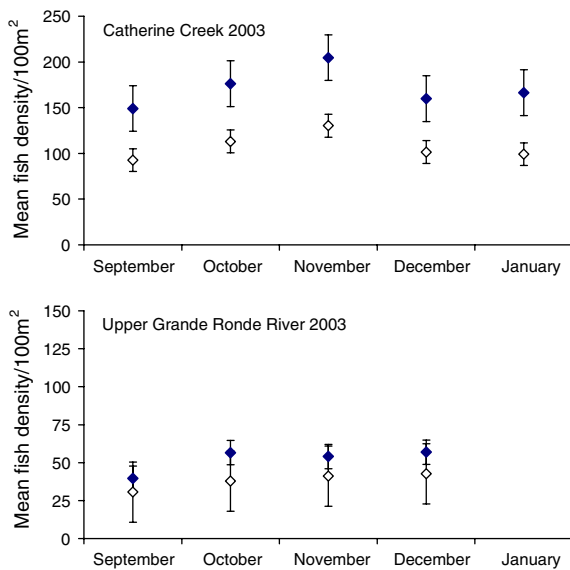 Catherine Creek 2003
Mean fish density/100m²
250
200
150
100
50
0
September October November December January
Upper Grande Ronde River 2003
Mean fish density/100m²
150
125
100
75
50
25
0
September October November December January